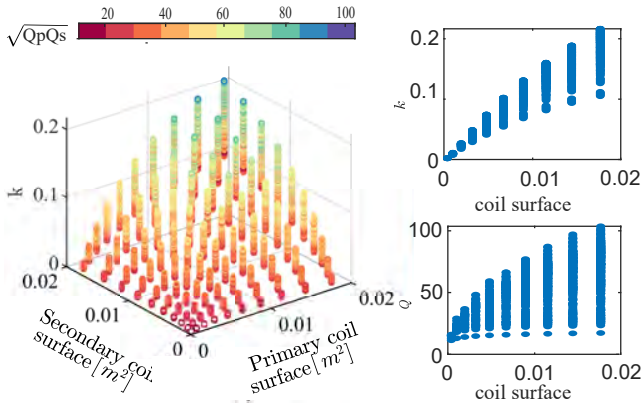 √QpQs 20 40 60 80 100
0.2
0.1
0
k
0.02
0.01
0
Secondary coi.
surface[m²]
0
0.01
0.02
Primary coil
surface[m²]
0.2
0.1
0
k
0 0.01 0.02
coil surface
100
50
0
Q
0 0.01 0.02
coil surface